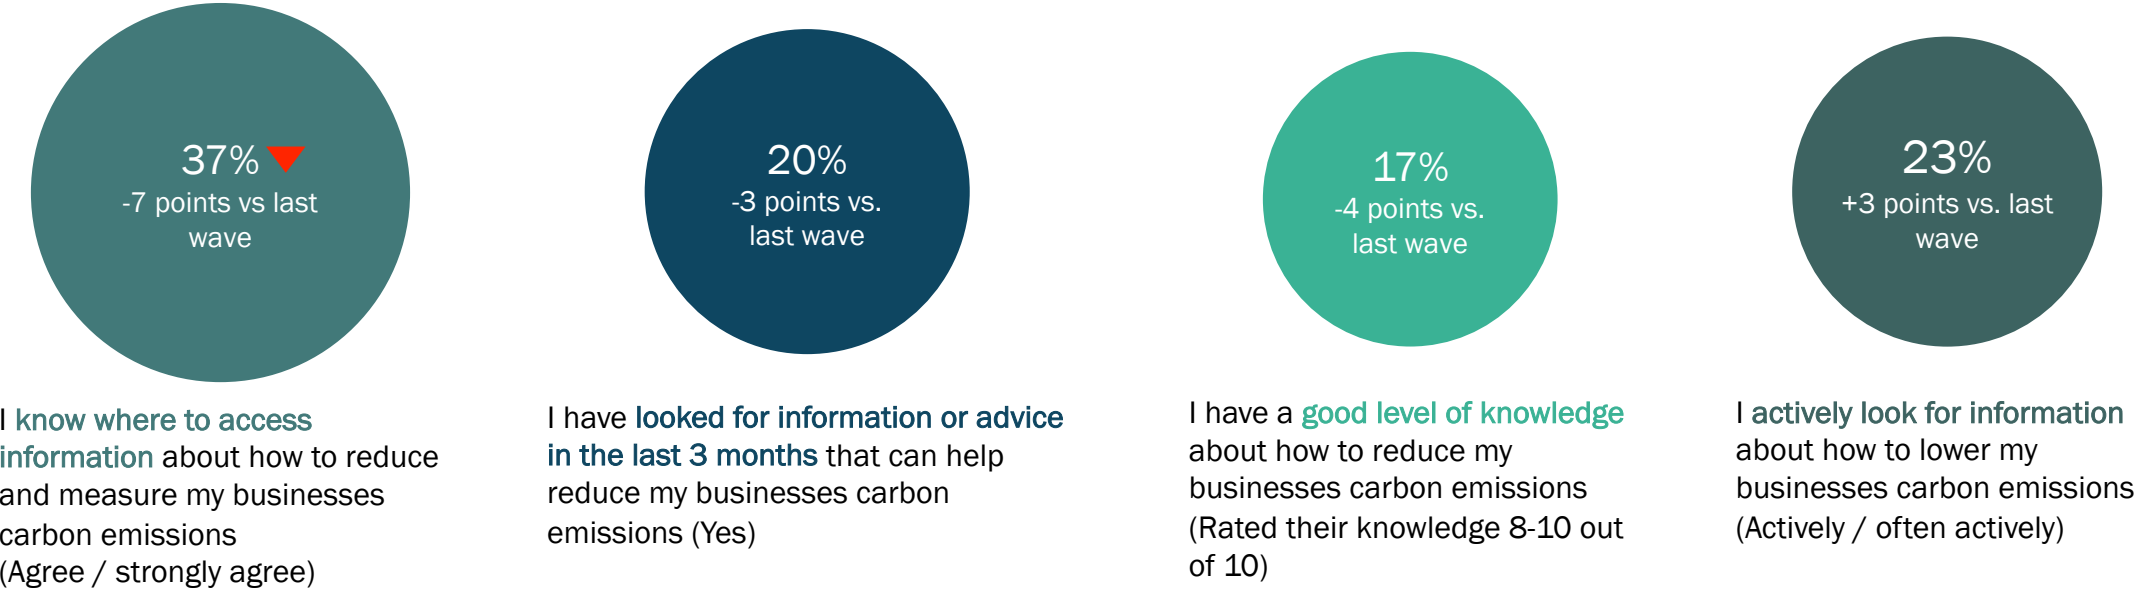 37%
-7 points vs last
wave
I know where to access
information about how to reduce
and measure my businesses
carbon emissions
(Agree / strongly agree)
20%
-3 points vs.
last wave
I have looked for information or advice
in the last 3 months that can help
reduce my businesses carbon
emissions (Yes)
17%
-4 points vs.
last wave
I have a good level of knowledge
about how to reduce my
businesses carbon emissions
(Rated their knowledge 8-10 out
of 10)
23%
+3 points vs. last
wave
I actively look for information
about how to lower my
businesses carbon emissions
(Actively / often actively)